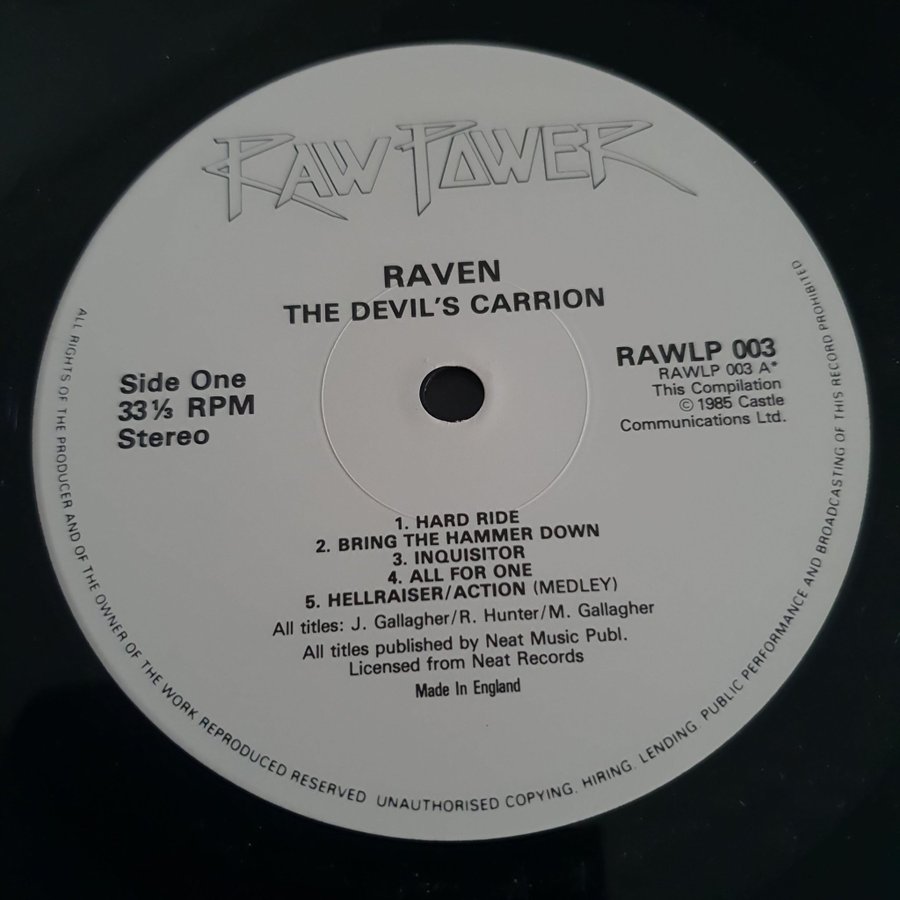 RAW POWER
RAVEN
THE DEVIL'S CARRION
Side One
33⅓ RPM
Stereo
RAWLP 003
RAWLP 003 A*
This Compilation
© 1985 Castle
Communications Ltd.
1. HARD RIDE
2. BRING THE HAMMER DOWN
3. INQUISITOR
4. ALL FOR ONE
5. HELLRAISER/ACTION (MEDLEY)
All titles: J. Gallagher/R. Hunter/M. Gallagher
All titles published by Neat Music Publ.
Licensed from Neat Records
Made In England
ALL RIGHTS OF THE PRODUCER AND OF THE OWNER OF THE WORK REPRODUCED RESERVED UNAUTHORISED COPYING. HIRING. LENDING PUBLIC PERFORMANCE AND BROADCASTING OF THIS RECORD PROHIBITED